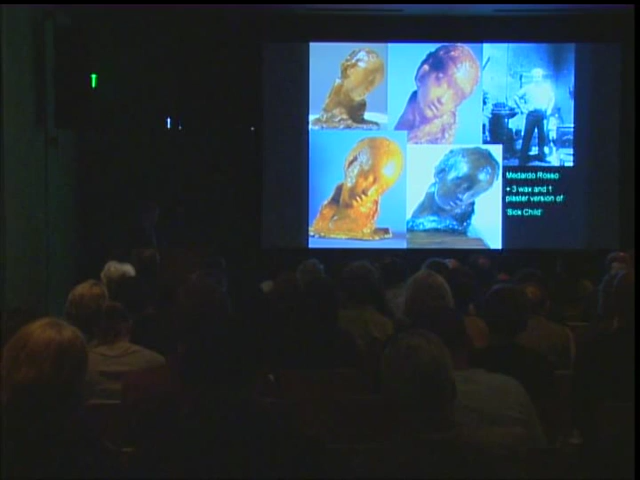 Medardo Rosso
+ 3 wax and 1
plaster version of
'Sick Child'